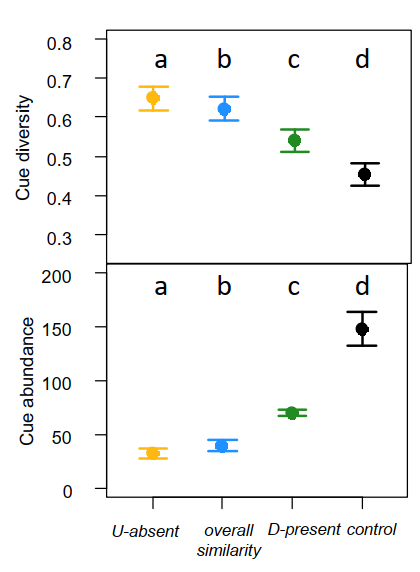 Cue diversity
0.8
0.7
0.6
0.5
0.4
0.3
a b c d
Cue abundance
200
150
100
50
0
a b c d
U-absent overall similarity D-present control